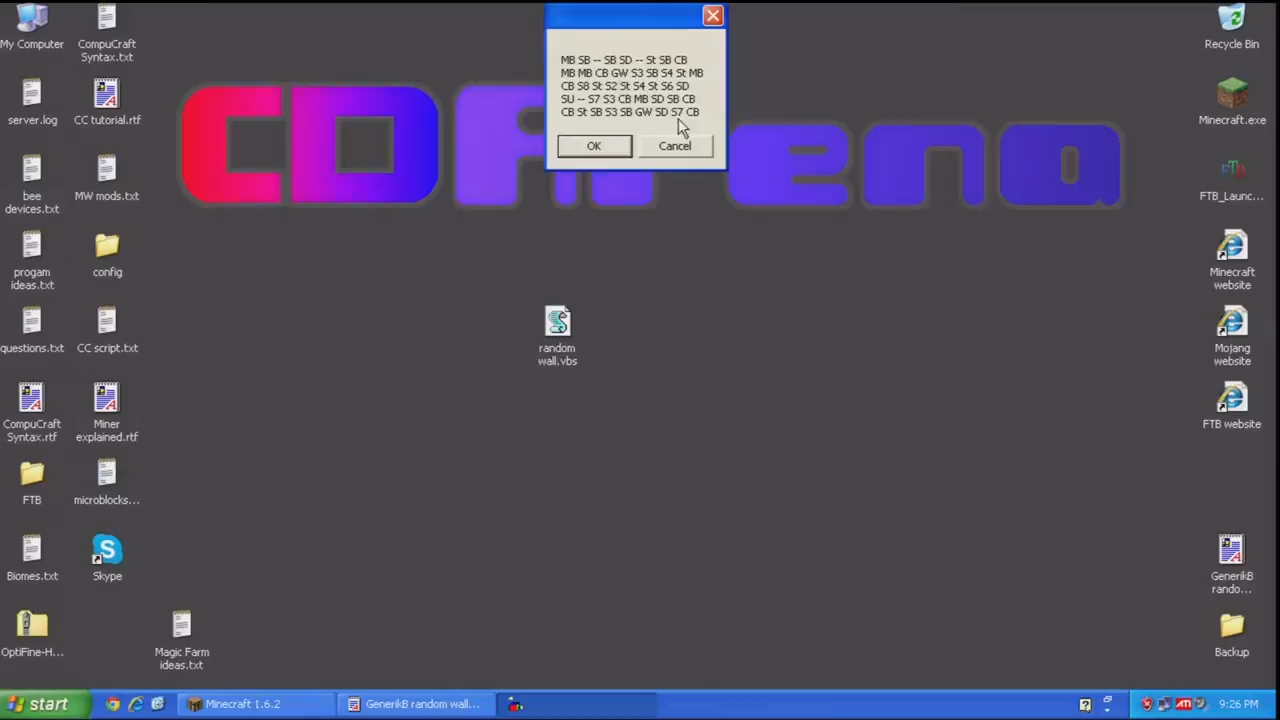 My Computer
CompuCraft
Syntax.txt
server.log
CC tutorial.rtf
bee
devices.txt
MW mods.txt
progam
ideas.txt
config
questions.txt
CC script.txt
CompuCraft
Syntax.rtf
Miner
explained.rtf
FTB
microblocks...
Biomes.txt
Skype
OptiFine-H...
Magic Farm
ideas.txt
MB SB -- SB SD -- St SB CB
MB MB CB GW S3 SB S4 St MB
CB S8 St S2 St S4 St S6 SD
SU -- S7 S3 CB MB SD SB CB
CB St SB S3 SB GW SD S7 CB
OK
Cancel
random
wall.vbs
Recycle Bin
Minecraft.exe
FTB_Launc...
Minecraft
website
Mojang
website
FTB website
GenerikB
rando...
Backup
start
Minecraft 1.6.2
GenerikB random wall...
9:26 PM